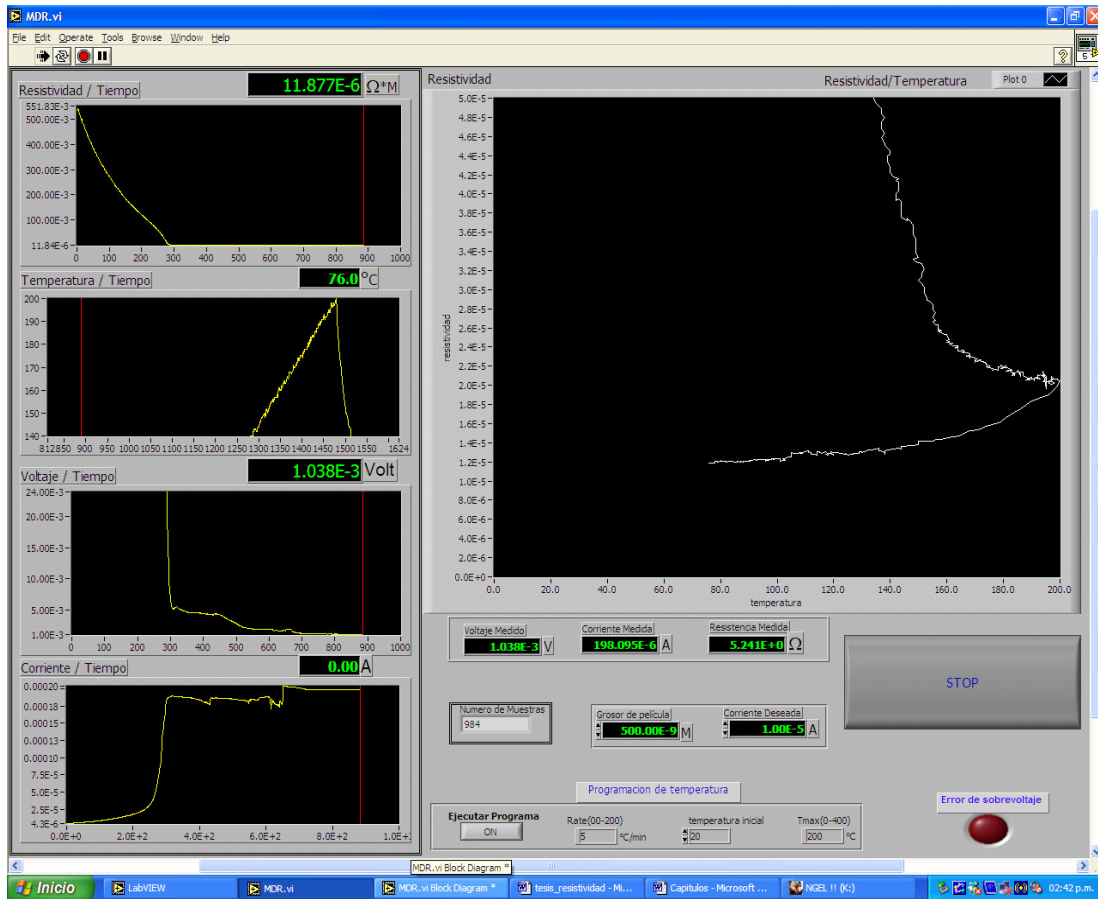 MDR.vi
File Edit Operate Tools Browse Window Help
5
Resistividad / Tiempo
11.877E-6 Ω*M
551.83E-3
500.00E-3
400.00E-3
300.00E-3
200.00E-3
100.00E-3
11.84E-6
0 100 200 300 400 500 600 700 800 900 1000
Temperatura / Tiempo
76.0 °C
200
190
180
170
160
150
140
812850 900 950 1000 1050 1100 1150 1200 1250 1300 1350 1400 1450 1500 1550 1624
Voltaje / Tiempo
1.038E-3 Volt
24.00E-3
20.00E-3
15.00E-3
10.00E-3
5.00E-3
1.00E-3
0 100 200 300 400 500 600 700 800 900 1000
Corriente / Tiempo
0.00 A
0.00020
0.00018
0.00015
0.00013
0.00010
7.5E-5
5.0E-5
2.5E-5
4.3E-6
0.0E+0 2.0E+2 4.0E+2 6.0E+2 8.0E+2 1.0E+
Resistividad
Resistividad/Temperatura
Plot 0
5.0E-5
4.8E-5
4.6E-5
4.4E-5
4.2E-5
4.0E-5
3.8E-5
3.6E-5
3.4E-5
3.2E-5
3.0E-5
2.8E-5
2.6E-5
2.4E-5
2.2E-5
2.0E-5
1.8E-5
1.6E-5
1.4E-5
1.2E-5
1.0E-5
8.0E-6
6.0E-6
4.0E-6
2.0E-6
0.0E+0
resistividad
0.0 20.0 40.0 60.0 80.0 100.0 120.0 140.0 160.0 180.0 200.0
temperatura
Voltaje Medido
1.038E-3 V
Corriente Medida
198.095E-6 A
Resistencia Medida
5.241E+0 Ω
STOP
Numero de Muestras
984
Grosor de película
500.00E-9 M
Corriente Deseada
1.00E-5 A
Programacion de temperatura
Ejecutar Programa
ON
Rate(00-200)
5 °C/min
temperatura inicial
20
Tmax(0-400)
200 °C
Error de sobrevoltaje
MDR.vi Block Diagram *
Inicio
LabVIEW
MDR.vi
MDR.vi Block Diagram *
tesis_resistividad - Mi...
Capitulos - Microsoft ...
NGEL !! (K:)
02:42 p.m.